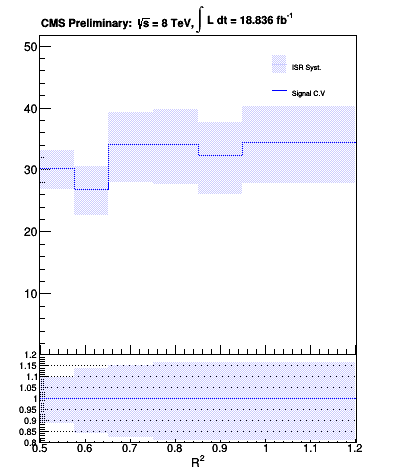 CMS Preliminary: √s = 8 TeV, ∫ L dt = 18.836 fb⁻¹
50
ISR Syst.
Signal C.V
40
30
20
10
1.2
1.15
1.1
1.05
1
0.95
0.9
0.85
0.8
0.5 0.6 0.7 0.8 0.9 1 1.1 1.2
R²